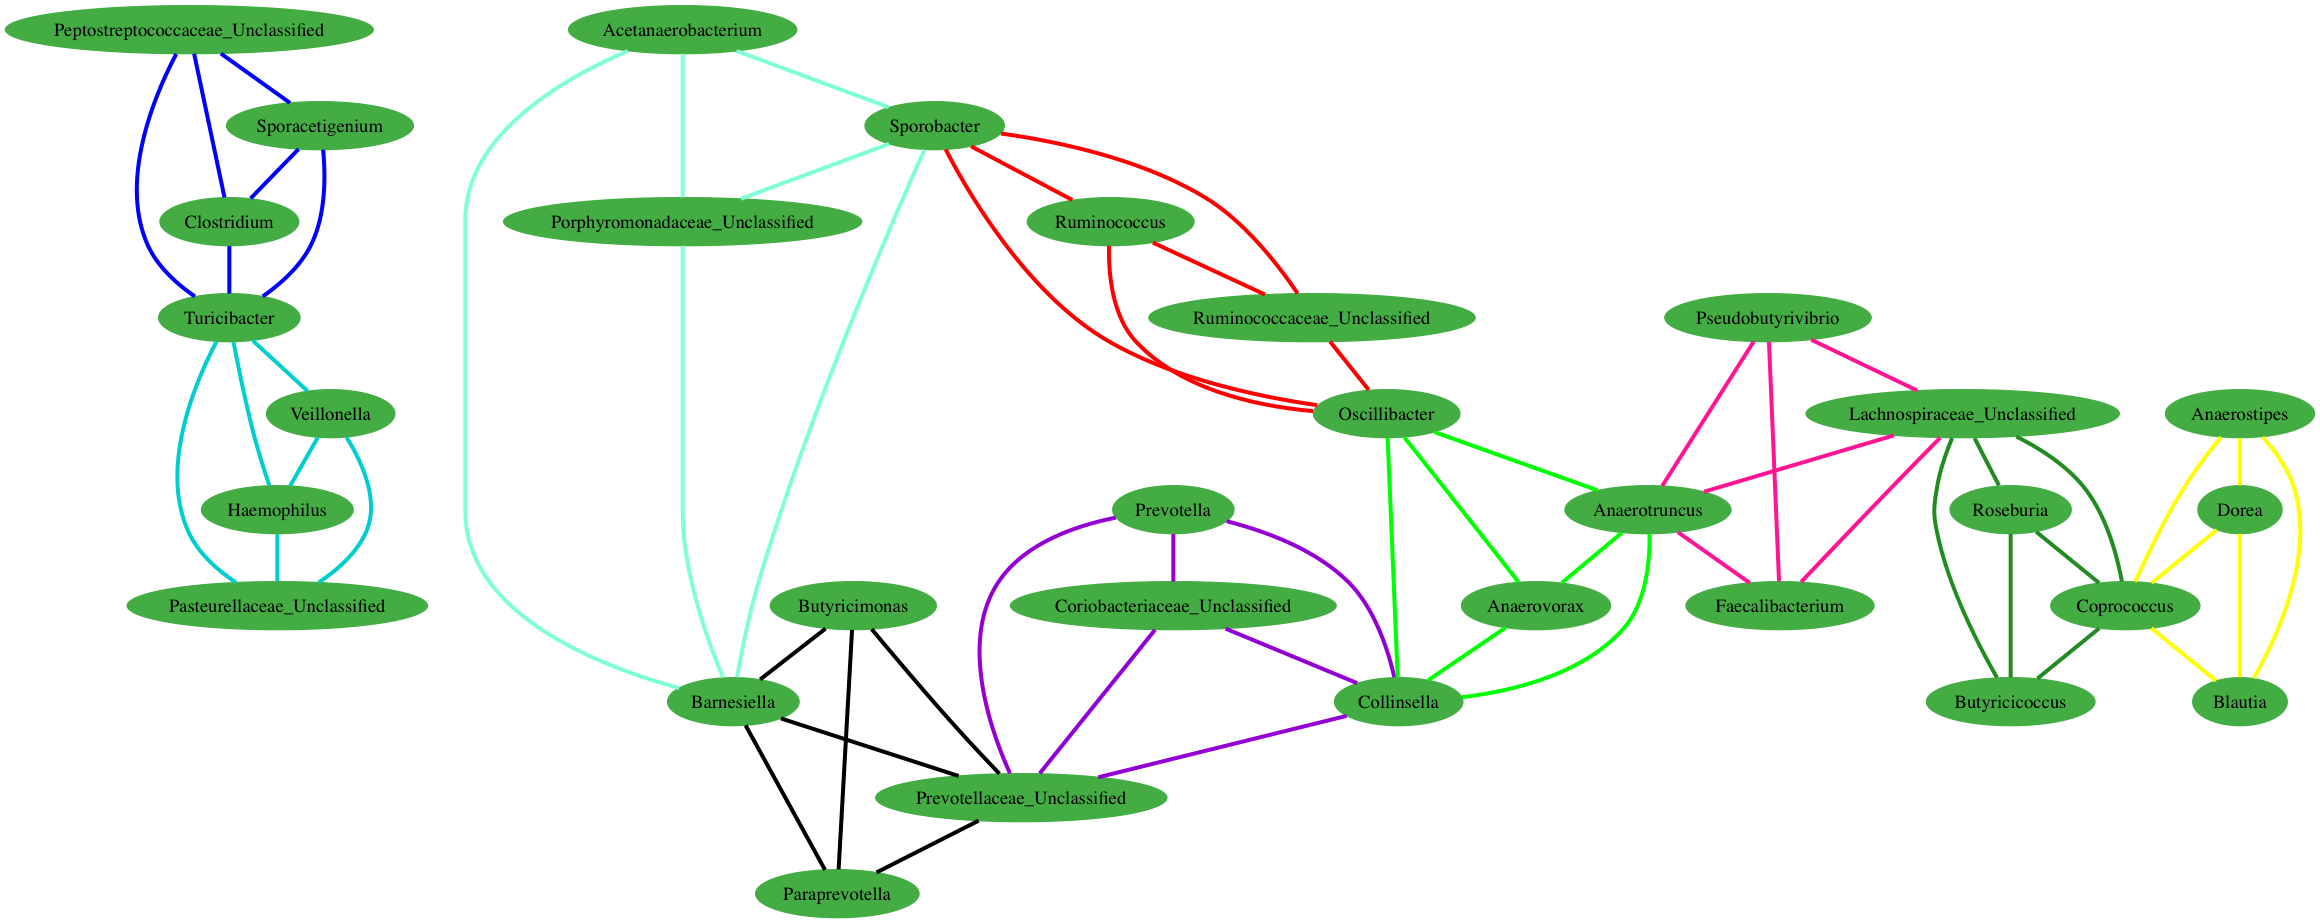 Peptostreptococcaceae_Unclassified
Acetanaerobacterium
Sporacetigenium
Sporobacter
Clostridium
Porphyromonadaceae_Unclassified
Ruminococcus
Turicibacter
Ruminococcaceae_Unclassified
Pseudobutyrivibrio
Veillonella
Oscillibacter
Lachnospiraceae_Unclassified
Anaerostipes
Haemophilus
Prevotella
Anaerotruncus
Roseburia
Dorea
Pasteurellaceae_Unclassified
Butyricimonas
Coriobacteriaceae_Unclassified
Anaerovorax
Faecalibacterium
Coprococcus
Barnesiella
Collinsella
Butyricicoccus
Blautia
Prevotellaceae_Unclassified
Paraprevotella